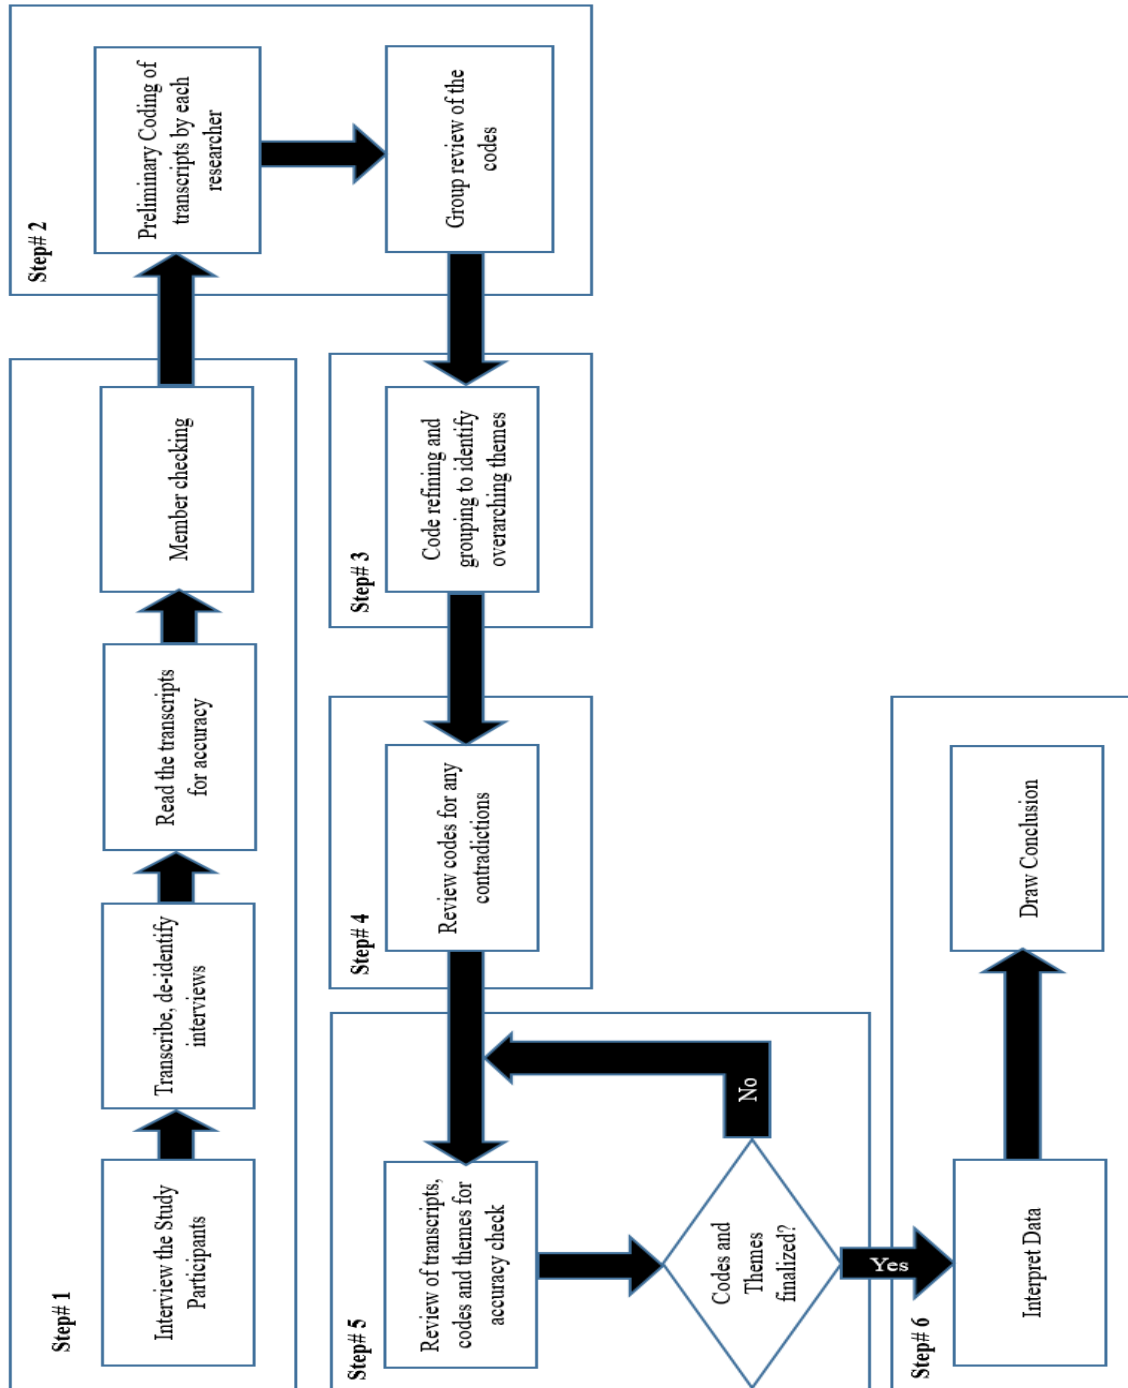 Step# 1
Interview the Study
Participants
Transcribe, de-identify
interviews
Read the transcripts
for accuracy
Member checking
Step# 2
Preliminary Coding of
transcripts by each
researcher
Group review of the
codes
Step# 3
Code refining and
grouping to identify
overarching themes
Step# 4
Review codes for any
contradictions
Step# 5
Review of transcripts,
codes and themes for
accuracy check
Codes and
Themes
finalized?
No
Yes
Step# 6
Interpret Data
Draw Conclusion